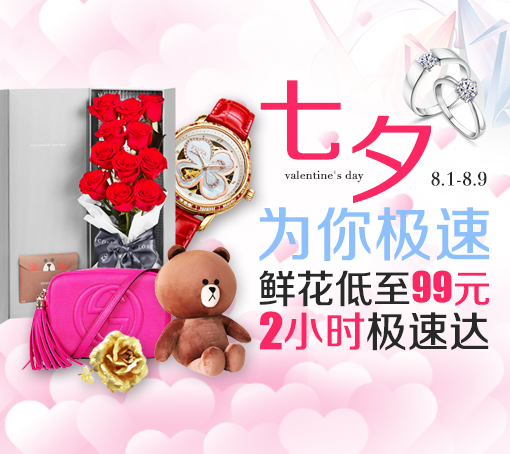 七夕
valentine's day
8.1-8.9
为你极速
鲜花低至99元
2小时极速达